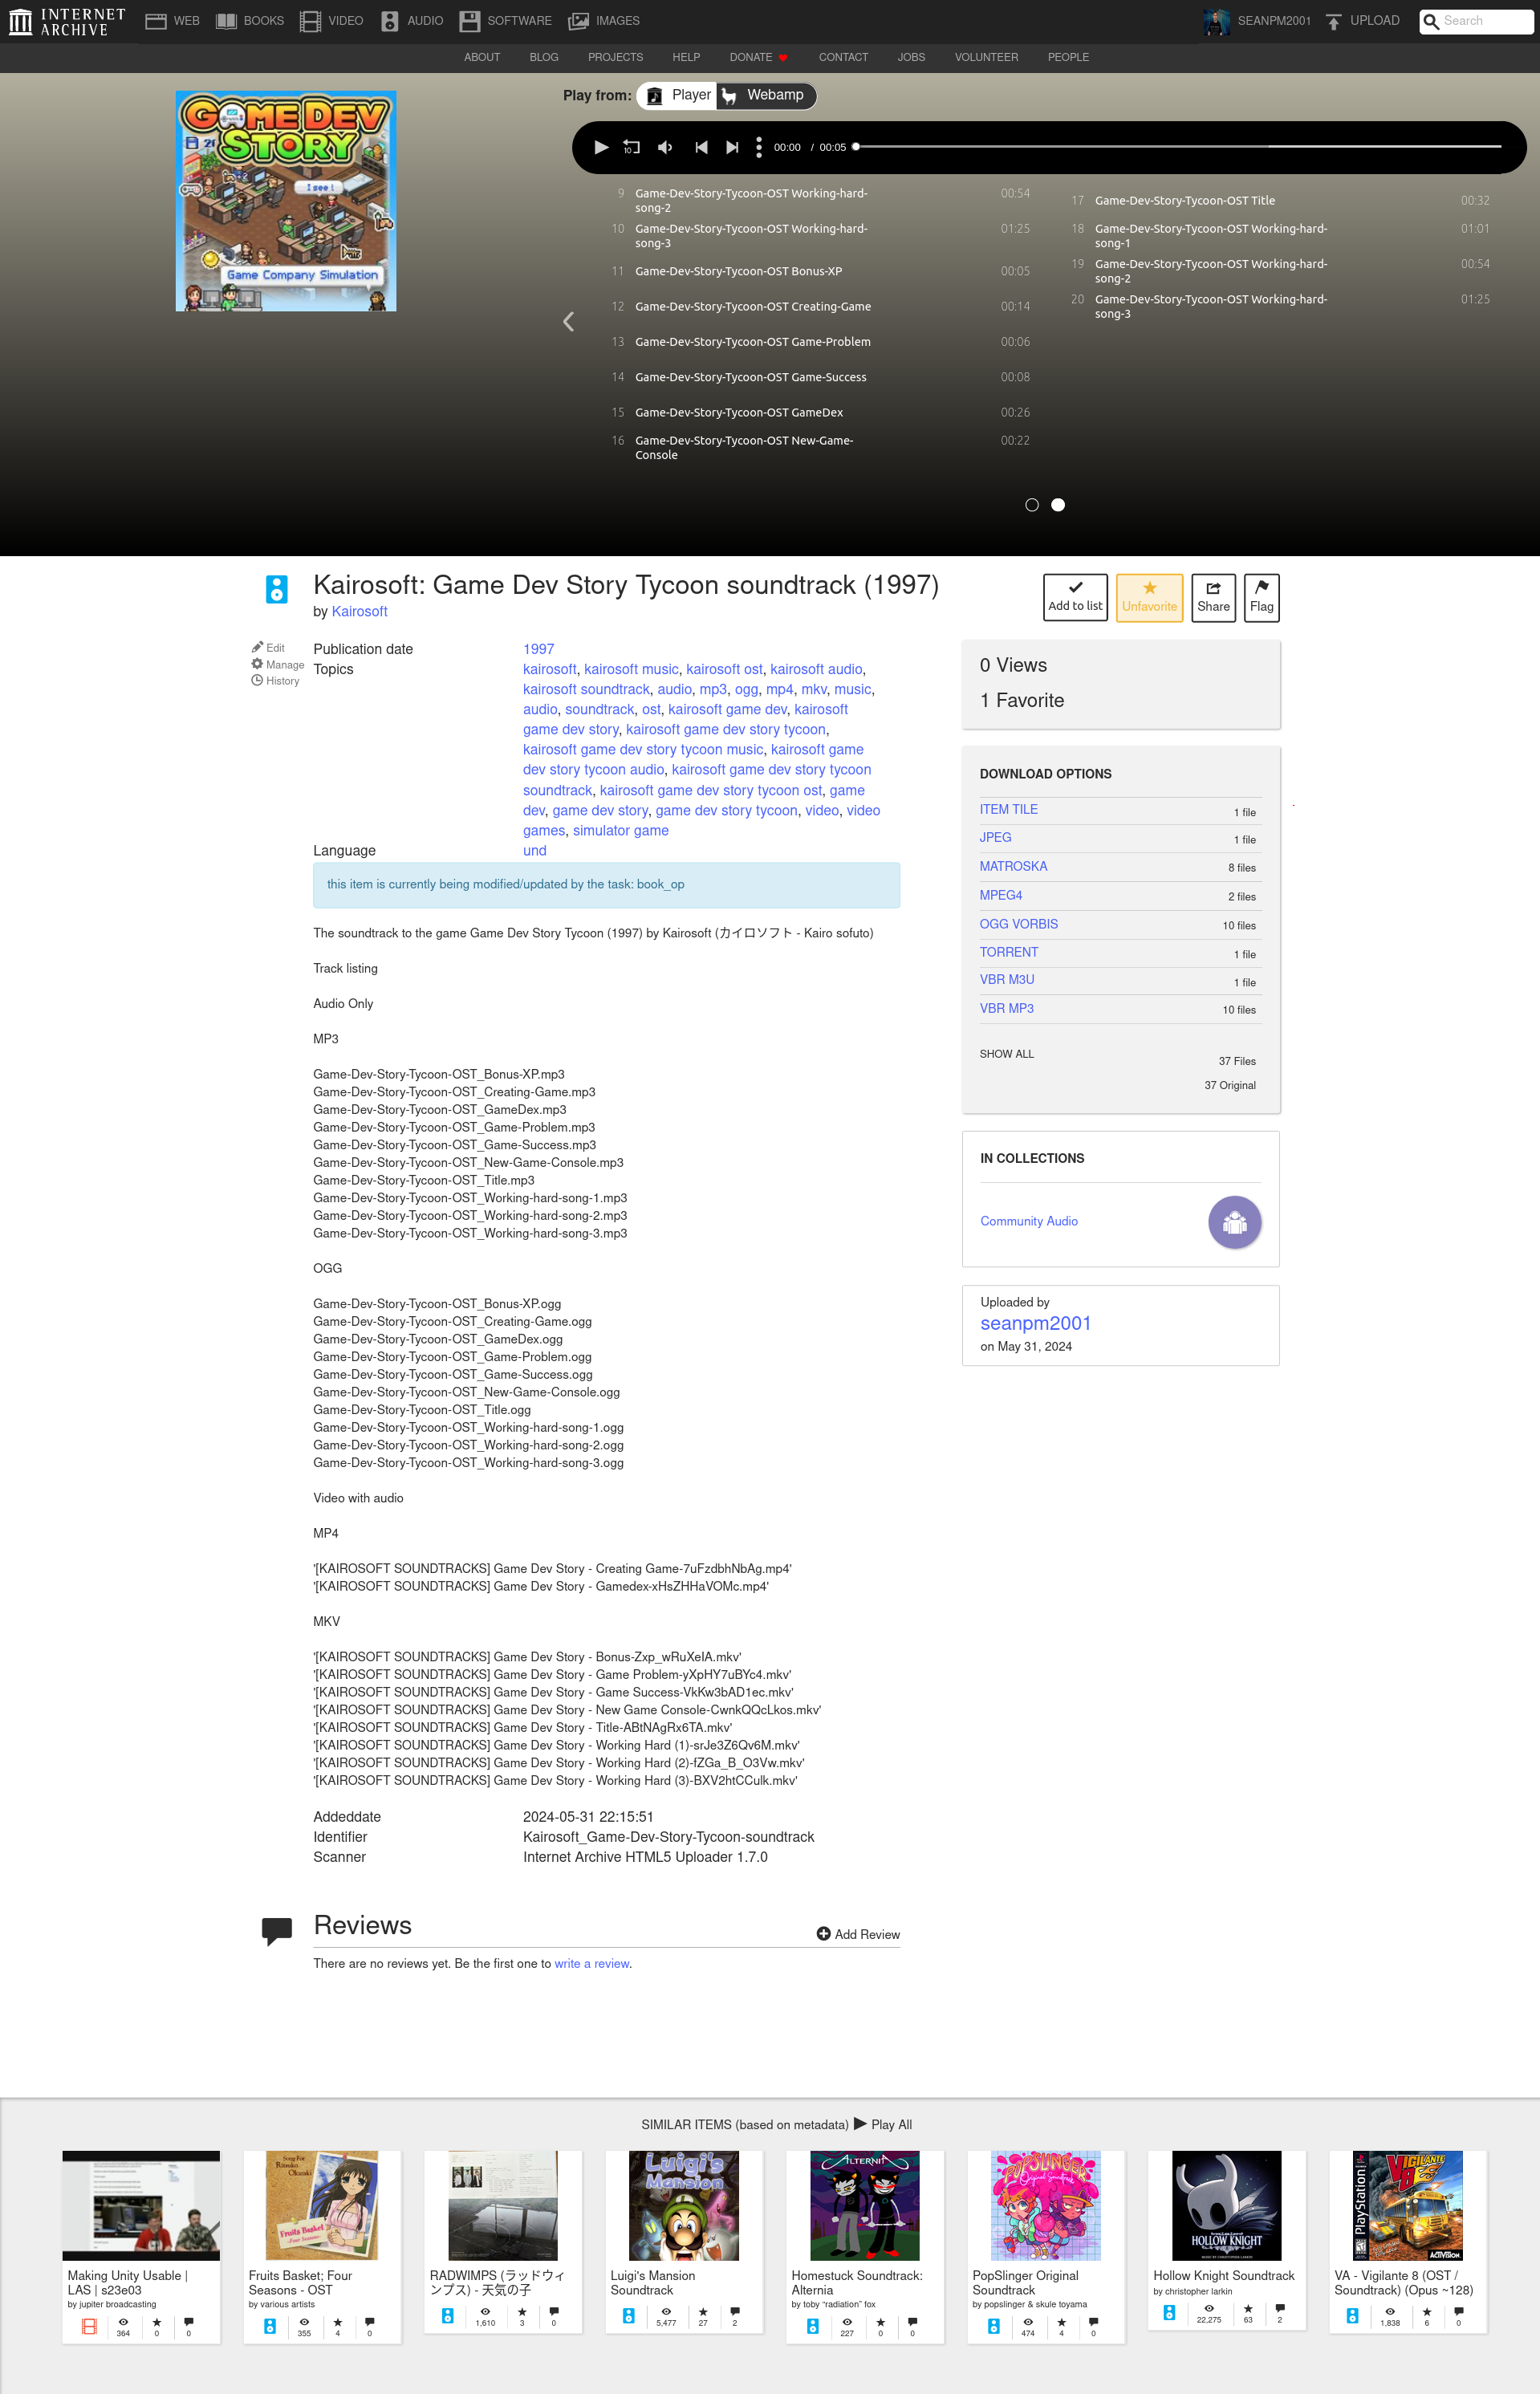 INTERNET ARCHIVE
WEB BOOKS VIDEO AUDIO SOFTWARE IMAGES SEANPM2001 UPLOAD Search
ABOUT BLOG PROJECTS HELP DONATE CONTACT JOBS VOLUNTEER PEOPLE
GAME DEV
STORY
I see!
Game Company Simulation
Play from: Player Webamp
10 00:00 / 00:05
9 Game-Dev-Story-Tycoon-OST Working-hard-song-2 00:54
10 Game-Dev-Story-Tycoon-OST Working-hard-song-3 01:25
11 Game-Dev-Story-Tycoon-OST Bonus-XP 00:05
12 Game-Dev-Story-Tycoon-OST Creating-Game 00:14
13 Game-Dev-Story-Tycoon-OST Game-Problem 00:06
14 Game-Dev-Story-Tycoon-OST Game-Success 00:08
15 Game-Dev-Story-Tycoon-OST GameDex 00:26
16 Game-Dev-Story-Tycoon-OST New-Game-Console 00:22
17 Game-Dev-Story-Tycoon-OST Title 00:32
18 Game-Dev-Story-Tycoon-OST Working-hard-song-1 01:01
19 Game-Dev-Story-Tycoon-OST Working-hard-song-2 00:54
20 Game-Dev-Story-Tycoon-OST Working-hard-song-3 01:25
Kairosoft: Game Dev Story Tycoon soundtrack (1997)
by Kairosoft
Add to list Unfavorite Share Flag
Edit
Manage
History
Publication date 1997
Topics kairosoft, kairosoft music, kairosoft ost, kairosoft audio,
kairosoft soundtrack, audio, mp3, ogg, mp4, mkv, music,
audio, soundtrack, ost, kairosoft game dev, kairosoft
game dev story, kairosoft game dev story tycoon,
kairosoft game dev story tycoon music, kairosoft game
dev story tycoon audio, kairosoft game dev story tycoon
soundtrack, kairosoft game dev story tycoon ost, game
dev, game dev story, game dev story tycoon, video, video
games, simulator game
Language und
this item is currently being modified/updated by the task: book_op
The soundtrack to the game Game Dev Story Tycoon (1997) by Kairosoft (カイロソフト - Kairo sofuto)
Track listing
Audio Only
MP3
Game-Dev-Story-Tycoon-OST_Bonus-XP.mp3
Game-Dev-Story-Tycoon-OST_Creating-Game.mp3
Game-Dev-Story-Tycoon-OST_GameDex.mp3
Game-Dev-Story-Tycoon-OST_Game-Problem.mp3
Game-Dev-Story-Tycoon-OST_Game-Success.mp3
Game-Dev-Story-Tycoon-OST_New-Game-Console.mp3
Game-Dev-Story-Tycoon-OST_Title.mp3
Game-Dev-Story-Tycoon-OST_Working-hard-song-1.mp3
Game-Dev-Story-Tycoon-OST_Working-hard-song-2.mp3
Game-Dev-Story-Tycoon-OST_Working-hard-song-3.mp3
OGG
Game-Dev-Story-Tycoon-OST_Bonus-XP.ogg
Game-Dev-Story-Tycoon-OST_Creating-Game.ogg
Game-Dev-Story-Tycoon-OST_GameDex.ogg
Game-Dev-Story-Tycoon-OST_Game-Problem.ogg
Game-Dev-Story-Tycoon-OST_Game-Success.ogg
Game-Dev-Story-Tycoon-OST_New-Game-Console.ogg
Game-Dev-Story-Tycoon-OST_Title.ogg
Game-Dev-Story-Tycoon-OST_Working-hard-song-1.ogg
Game-Dev-Story-Tycoon-OST_Working-hard-song-2.ogg
Game-Dev-Story-Tycoon-OST_Working-hard-song-3.ogg
Video with audio
MP4
'[KAIROSOFT SOUNDTRACKS] Game Dev Story - Creating Game-7uFzdbhNbAg.mp4'
'[KAIROSOFT SOUNDTRACKS] Game Dev Story - Gamedex-xHsZHHaVOMc.mp4'
MKV
'[KAIROSOFT SOUNDTRACKS] Game Dev Story - Bonus-Zxp_wRuXeIA.mkv'
'[KAIROSOFT SOUNDTRACKS] Game Dev Story - Game Problem-yXpHY7uBYc4.mkv'
'[KAIROSOFT SOUNDTRACKS] Game Dev Story - Game Success-VkKw3bAD1ec.mkv'
'[KAIROSOFT SOUNDTRACKS] Game Dev Story - New Game Console-CwnkQQcLkos.mkv'
'[KAIROSOFT SOUNDTRACKS] Game Dev Story - Title-ABtNAgRx6TA.mkv'
'[KAIROSOFT SOUNDTRACKS] Game Dev Story - Working Hard (1)-srJe3Z6Qv6M.mkv'
'[KAIROSOFT SOUNDTRACKS] Game Dev Story - Working Hard (2)-fZGa_B_O3Vw.mkv'
'[KAIROSOFT SOUNDTRACKS] Game Dev Story - Working Hard (3)-BXV2htCCulk.mkv'
Addeddate 2024-05-31 22:15:51
Identifier Kairosoft_Game-Dev-Story-Tycoon-soundtrack
Scanner Internet Archive HTML5 Uploader 1.7.0
0 Views
1 Favorite
DOWNLOAD OPTIONS
ITEM TILE 1 file
JPEG 1 file
MATROSKA 8 files
MPEG4 2 files
OGG VORBIS 10 files
TORRENT 1 file
VBR M3U 1 file
VBR MP3 10 files
SHOW ALL 37 Files
37 Original
IN COLLECTIONS
Community Audio
Uploaded by
seanpm2001
on May 31, 2024
Reviews Add Review
There are no reviews yet. Be the first one to write a review.
SIMILAR ITEMS (based on metadata) Play All
Making Unity Usable |
LAS | s23e03
by jupiter broadcasting
364 0 0
Song For
Ritsuko
Okazaki
Fruits Basket
Four Seasons
Fruits Basket; Four
Seasons - OST
by various artists
355 4 0
RADWIMPS (ラッドウィ
ンプス) - 天気の子
1,610 3 0
Luigi's
Mansion
Luigi's Mansion
Soundtrack
5,477 27 2
ALTERNIA
Homestuck Soundtrack:
Alternia
by toby "radiation" fox
227 0 0
POPSLINGER
Original Soundtrack
PopSlinger Original
Soundtrack
by popslinger & skule toyama
474 4 0
HOLLOW KNIGHT
Hollow Knight Soundtrack
by christopher larkin
22,275 63 2
PlayStation
VIGILANTE
V8
ACTIVISION
VA - Vigilante 8 (OST /
Soundtrack) (Opus ~128)
1,838 6 0